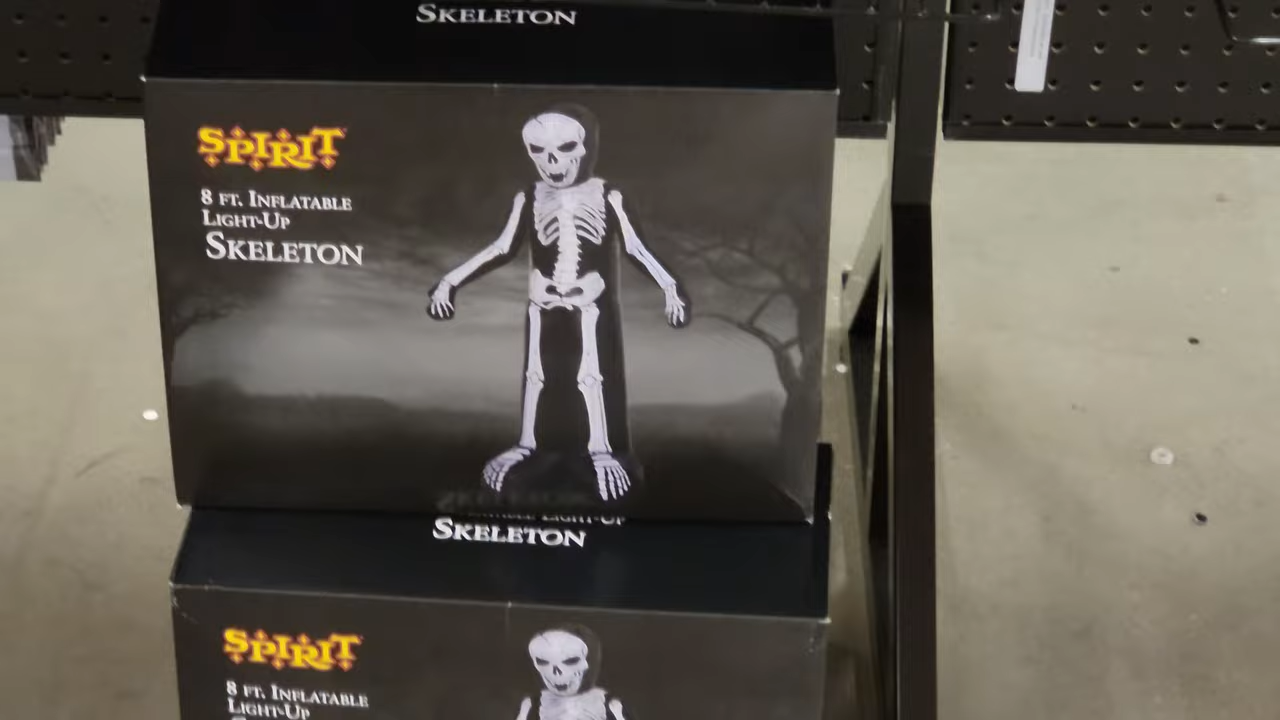 SKELETON
SPIRIT
8 FT. INFLATABLE
LIGHT-UP
SKELETON
LIGHT-UP
SKELETON
SPIRIT
8 FT. INFLATABLE
LIGHT-UP